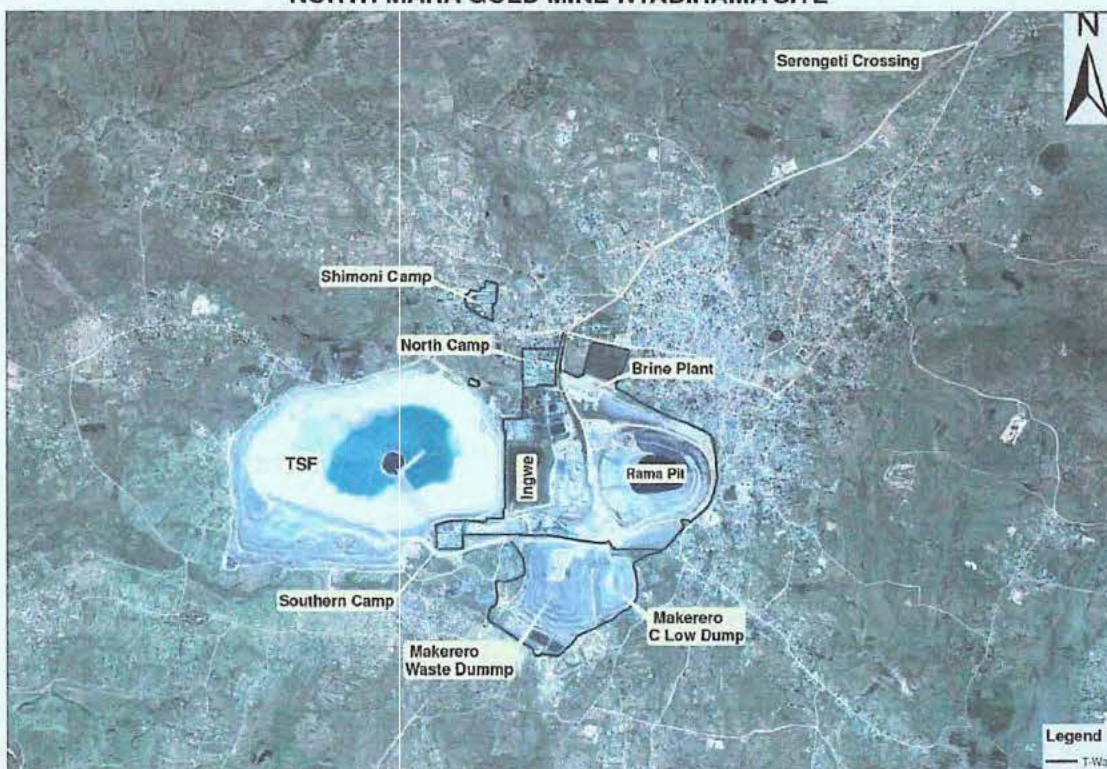 NORTH MARA GOLD MINE NYABIRAMA SITE
N
Serengeti Crossing
Shimoni Camp
North Camp
Brine Plant
TSF
Ingwe
Rama Pit
Southern Camp
Makerero
C Low Dump
Makerero
Waste Dummp
Legend
T-Wa